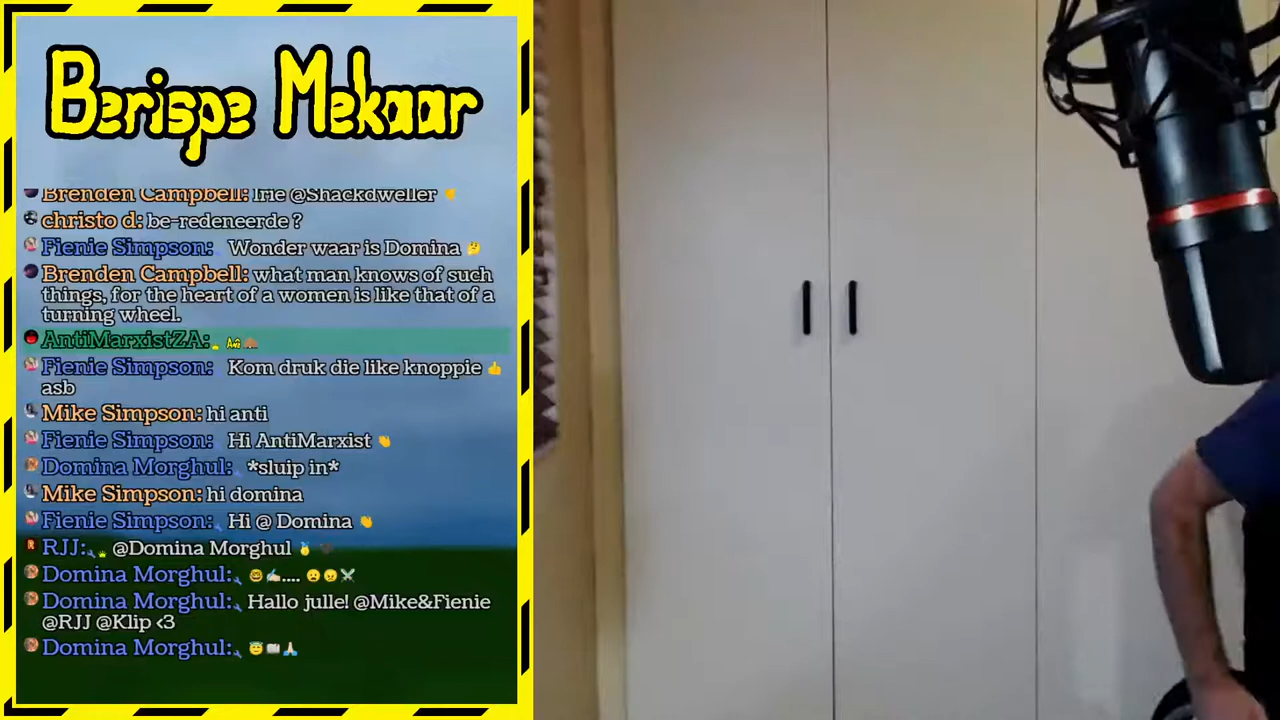 Berispe Mekaar
Brenden Campbell: Irie @Shackdweller
christo d: be-redeneerde ?
Fienie Simpson: Wonder waar is Domina 🤔
Brenden Campbell: what man knows of such
things, for the heart of a women is like that of a
turning wheel.
AntiMarxistZA:
Fienie Simpson: Kom druk die like knoppie 👍
asb
Mike Simpson: hi anti
Fienie Simpson: Hi AntiMarxist 👏
Domina Morghul: *sluip in*
Mike Simpson: hi domina
Fienie Simpson: Hi @ Domina 👏
RJJ: @Domina Morghul
Domina Morghul: 🤓✍🏼.... 😦😠⚔
Domina Morghul: Hallo julle! @Mike&Fienie
@RJJ @Klip <3
Domina Morghul: 😇📖🙏🏼